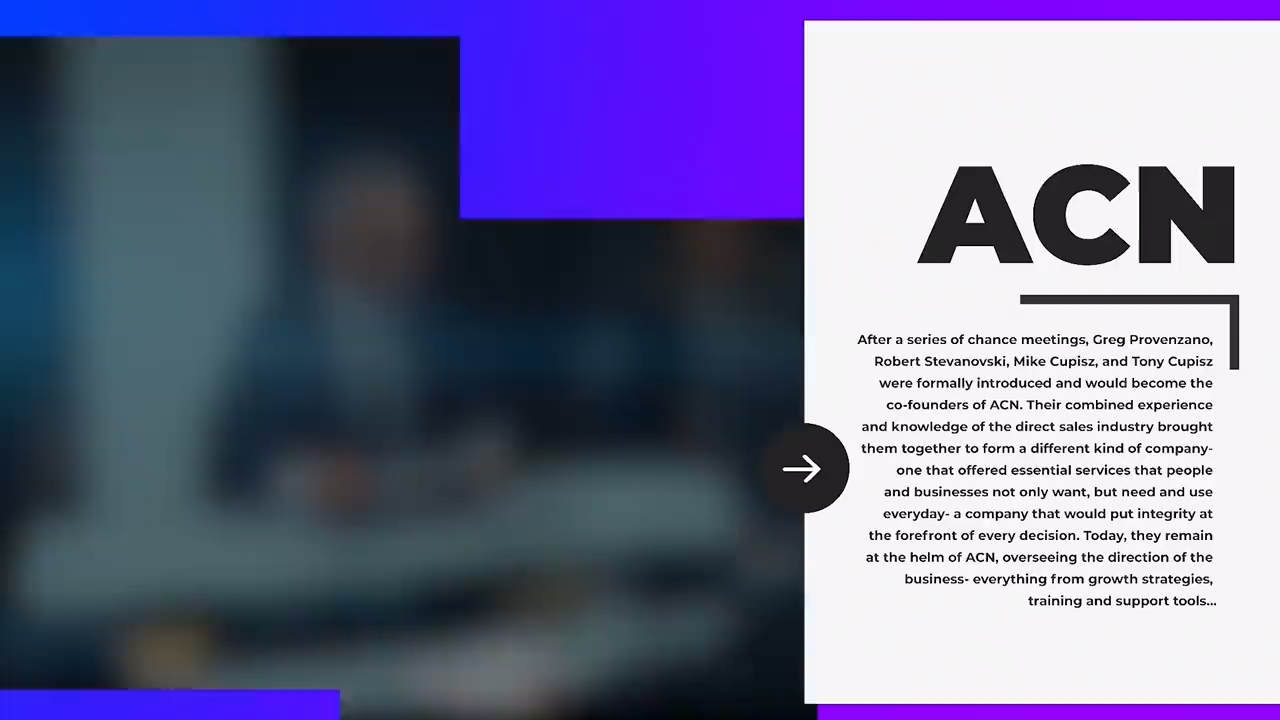 ACN
After a series of chance meetings, Greg Provenzano,
Robert Stevanovski, Mike Cupisz, and Tony Cupisz
were formally introduced and would become the
co-founders of ACN. Their combined experience
and knowledge of the direct sales industry brought
them together to form a different kind of company-
one that offered essential services that people
and businesses not only want, but need and use
everyday- a company that would put integrity at
the forefront of every decision. Today, they remain
at the helm of ACN, overseeing the direction of the
business- everything from growth strategies,
training and support tools...